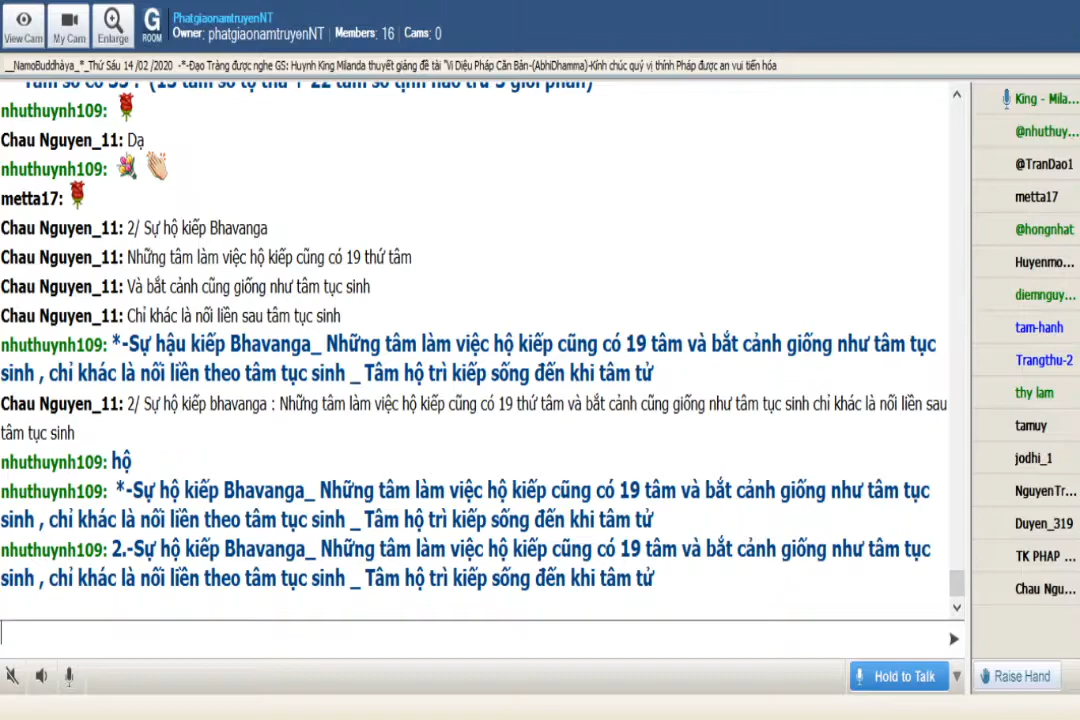 PhatgiaonamtruyenNT
Owner: phatgiaonamtruyenNT Members: 16 Cams: 0
View Cam My Cam Enlarge G ROOM
__NamoBuddhàya_*_Thứ Sáu 14 /02 /2020 -*-Đạo Tràng được nghe GS: Huynh King Milanda thuyết giảng đề tài "Vi Diệu Pháp Căn Bản-(AbhiDhamma)-Kính chúc quý vị thính Pháp được an vui tiến hóa
nhuthuynh109:
Chau Nguyen_11: Dạ
nhuthuynh109:
metta17:
Chau Nguyen_11: 2/ Sự hộ kiếp Bhavanga
Chau Nguyen_11: Những tâm làm việc hộ kiếp cũng có 19 thứ tâm
Chau Nguyen_11: Và bắt cảnh cũng giống như tâm tục sinh
Chau Nguyen_11: Chỉ khác là nối liền sau tâm tục sinh
nhuthuynh109: *-Sự hậu kiếp Bhavanga_ Những tâm làm việc hộ kiếp cũng có 19 tâm và bắt cảnh giống như tâm tục
sinh , chỉ khác là nối liền theo tâm tục sinh _ Tâm hộ trì kiếp sống đến khi tâm tử
Chau Nguyen_11: 2/ Sự hộ kiếp bhavanga : Những tâm làm việc hộ kiếp cũng có 19 thứ tâm và bắt cảnh cũng giống như tâm tục sinh chỉ khác là nối liền sau
tâm tục sinh
nhuthuynh109: hộ
nhuthuynh109: *-Sự hộ kiếp Bhavanga_ Những tâm làm việc hộ kiếp cũng có 19 tâm và bắt cảnh giống như tâm tục
sinh , chỉ khác là nối liền theo tâm tục sinh _ Tâm hộ trì kiếp sống đến khi tâm tử
nhuthuynh109: 2.-Sự hộ kiếp Bhavanga_ Những tâm làm việc hộ kiếp cũng có 19 tâm và bắt cảnh giống như tâm tục
sinh , chỉ khác là nối liền theo tâm tục sinh _ Tâm hộ trì kiếp sống đến khi tâm tử
King - Mila...
@nhuthuy...
@TranDao1
metta17
@hongnhat
Huyenmo...
diemnguy...
tam-hanh
Trangthu-2
thy lam
tamuy
jodhi_1
NguyenTr...
Duyen_319
TK PHAP ...
Chau Ngu...
Hold to Talk
Raise Hand